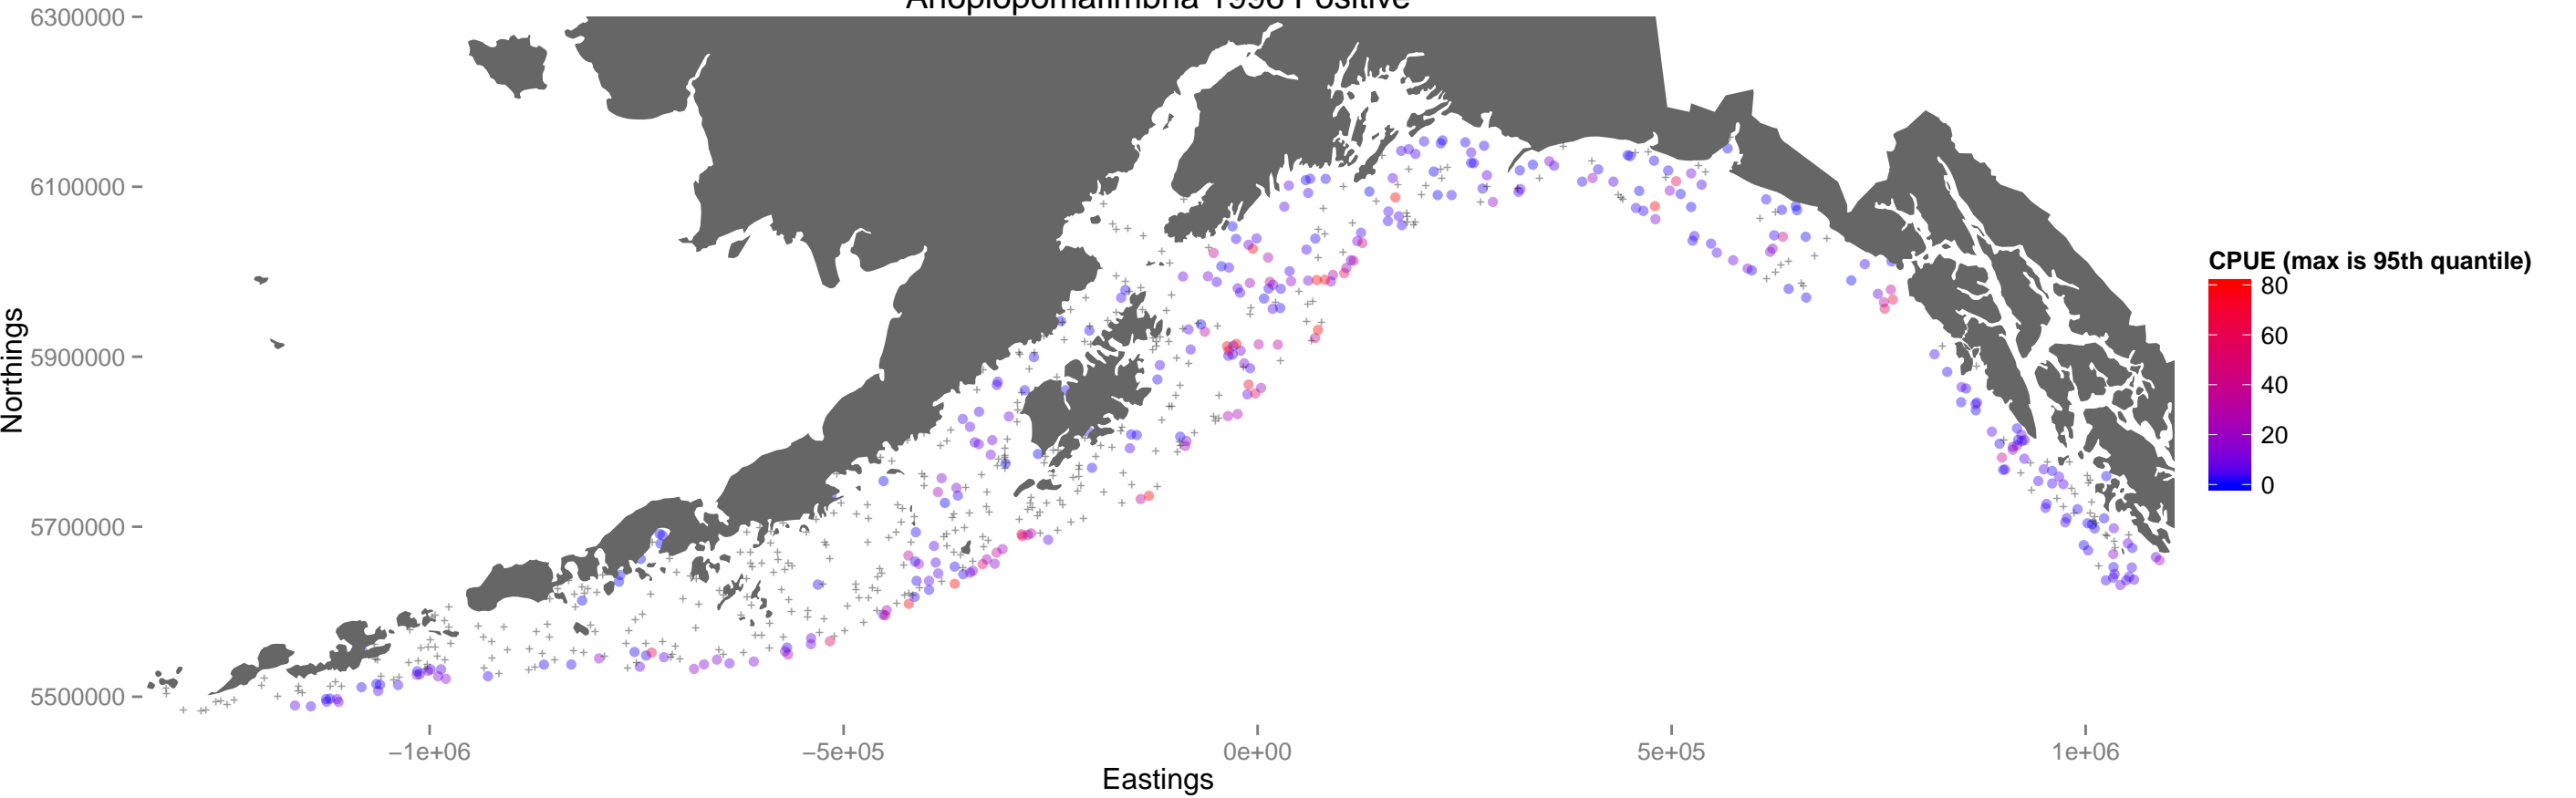 Anoplopomafimbria 1996 Positive
6300000
6100000
5900000
5700000
5500000
Northings
−1e+06
−5e+05
0e+00
5e+05
1e+06
Eastings
CPUE (max is 95th quantile)
80
60
40
20
0